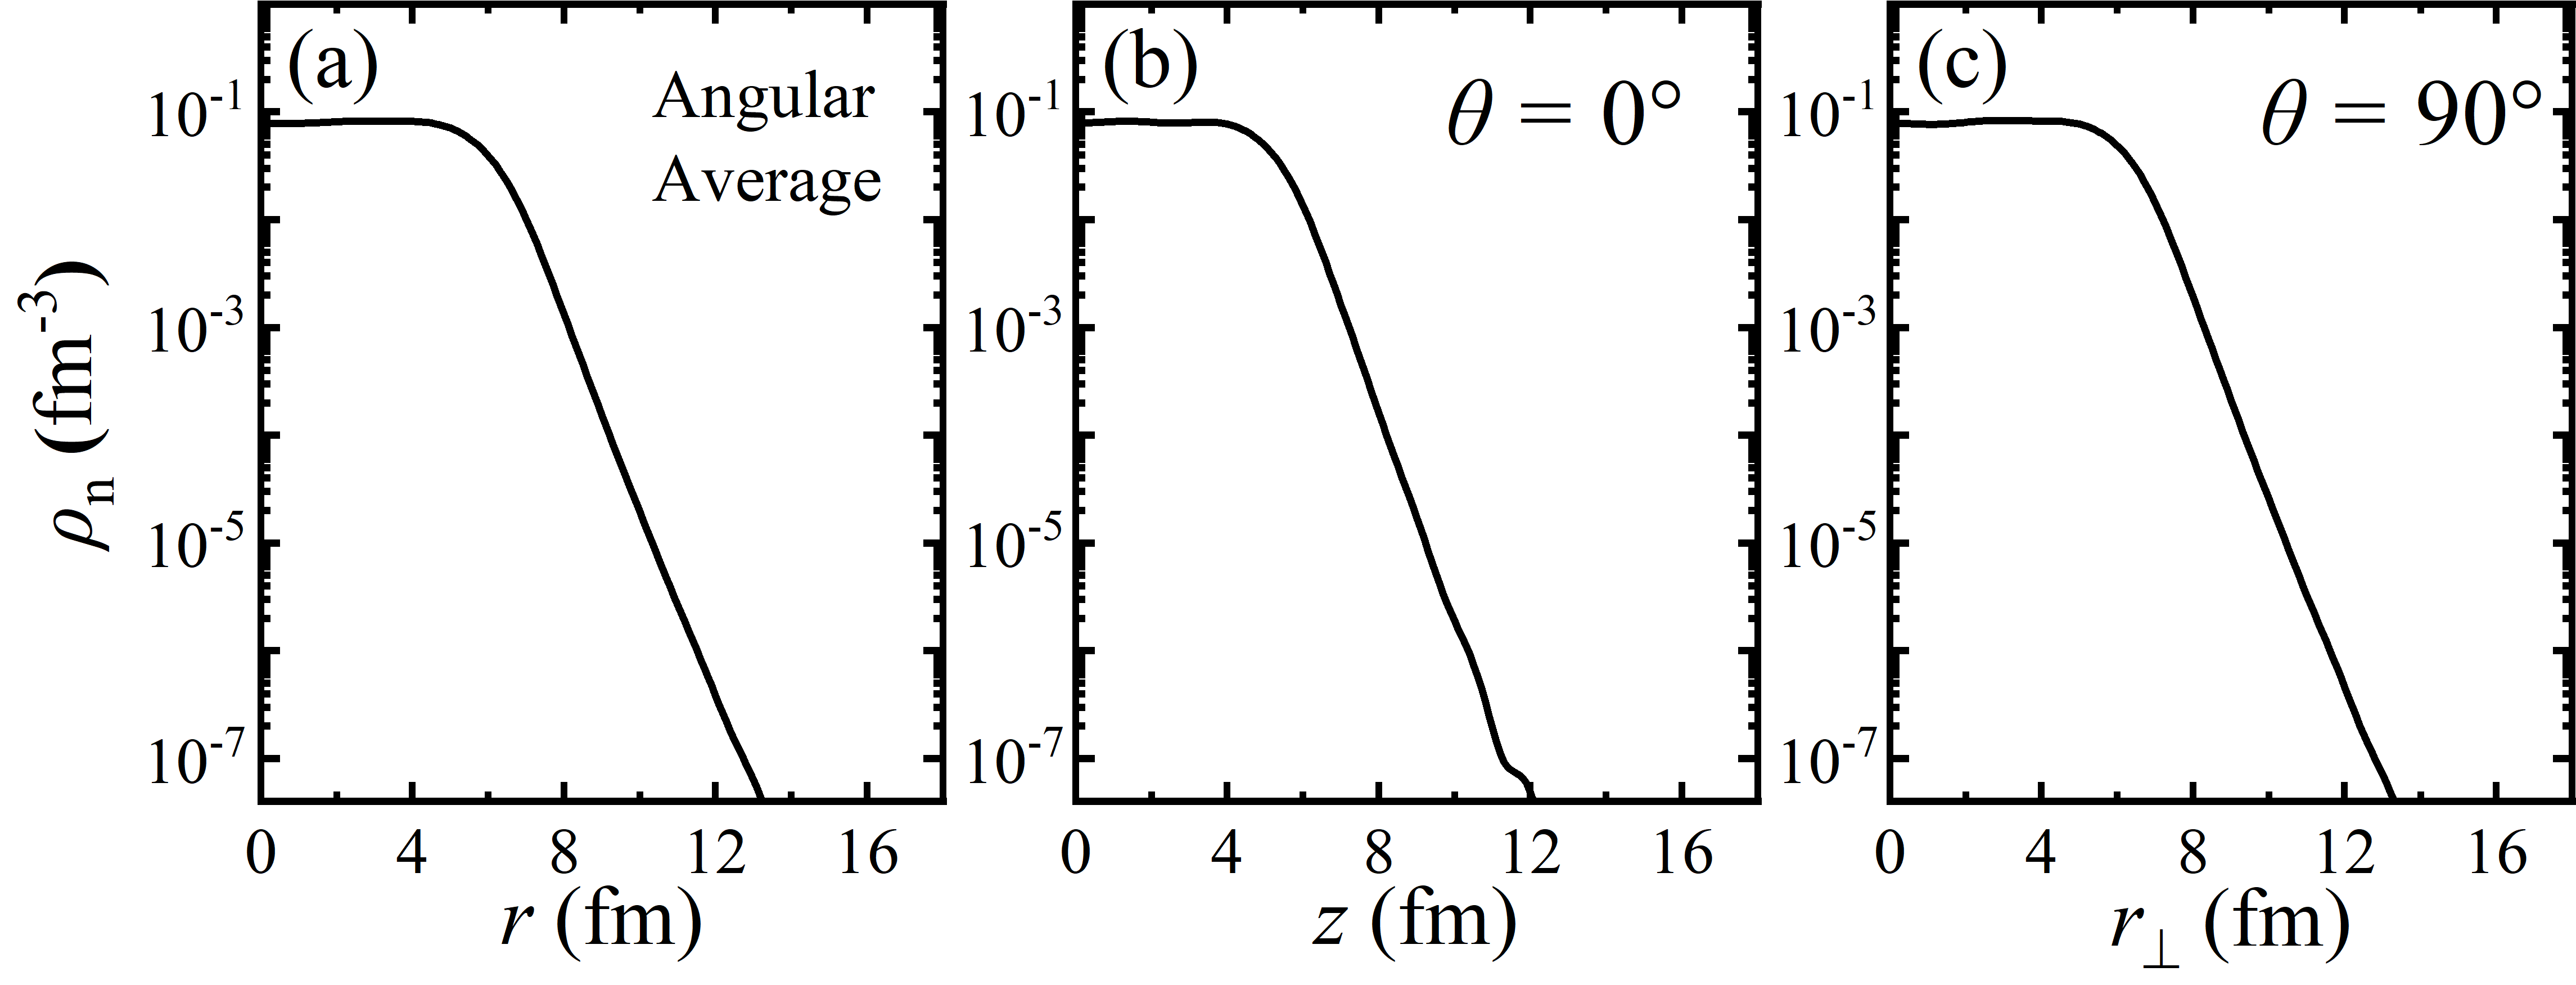 (a)
Angular
Average
(b)
θ = 0°
(c)
θ = 90°
ρn (fm-3)
10-1
10-3
10-5
10-7
10-1
10-3
10-5
10-7
10-1
10-3
10-5
10-7
0 4 8 12 16
0 4 8 12 16
0 4 8 12 16
r (fm)
z (fm)
r⊥ (fm)